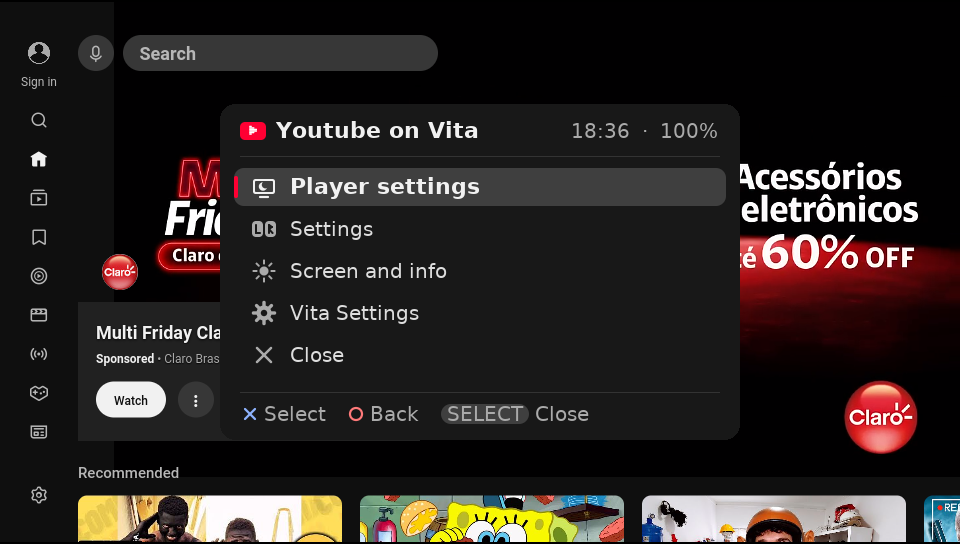 Search
Sign in
Youtube on Vita
18:36 · 100%
Player settings
L R Settings
Screen and info
Vita Settings
Close
Select
Back
SELECT Close
Claro
Acessórios
eletrônicos
60% OFF
Multi Friday Cla
Sponsored • Claro Bras
Watch
Claro
Recommended